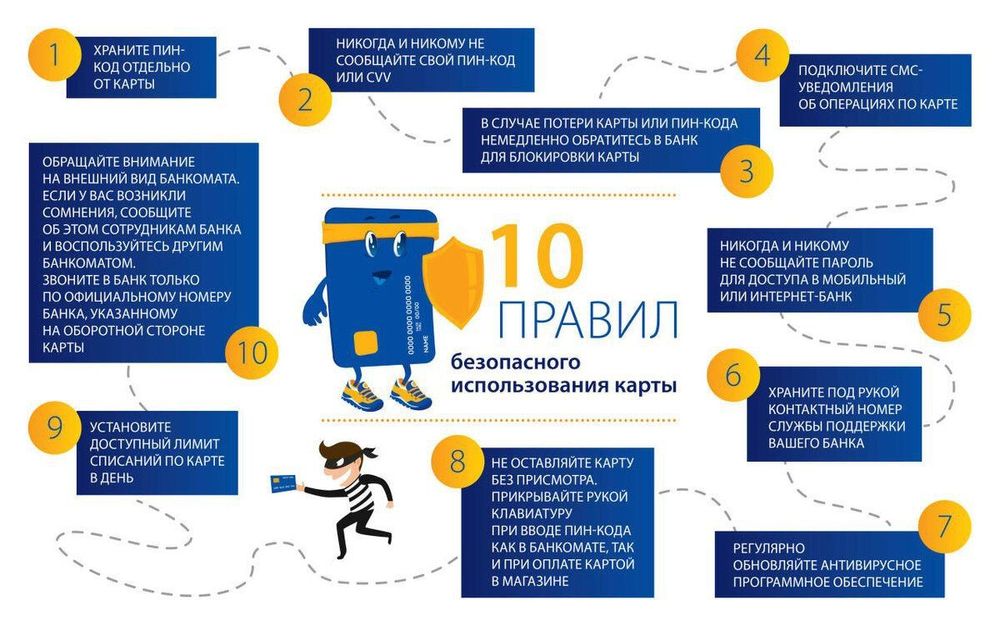 1
ХРАНИТЕ ПИН-
КОД ОТДЕЛЬНО
ОТ КАРТЫ
2
НИКОГДА И НИКОМУ НЕ
СООБЩАЙТЕ СВОЙ ПИН-КОД
ИЛИ CVV
3
В СЛУЧАЕ ПОТЕРИ КАРТЫ ИЛИ ПИН-КОДА
НЕМЕДЛЕННО ОБРАТИТЕСЬ В БАНК
ДЛЯ БЛОКИРОВКИ КАРТЫ
4
ПОДКЛЮЧИТЕ СМС-
УВЕДОМЛЕНИЯ
ОБ ОПЕРАЦИЯХ ПО КАРТЕ
10 
ПРАВИЛ
безопасного
использования карты
0000 0000 0000 0000
00/00
NAME
НИКОГДА И НИКОМУ
НЕ СООБЩАЙТЕ ПАРОЛЬ
ДЛЯ ДОСТУПА В МОБИЛЬНЫЙ
ИЛИ ИНТЕРНЕТ-БАНК
5
6
ХРАНИТЕ ПОД РУКОЙ
КОНТАКТНЫЙ НОМЕР
СЛУЖБЫ ПОДДЕРЖКИ
ВАШЕГО БАНКА
7
РЕГУЛЯРНО
ОБНОВЛЯЙТЕ АНТИВИРУСНОЕ
ПРОГРАММНОЕ ОБЕСПЕЧЕНИЕ
8
НЕ ОСТАВЛЯЙТЕ КАРТУ
БЕЗ ПРИСМОТРА.
ПРИКРЫВАЙТЕ РУКОЙ
КЛАВИАТУРУ
ПРИ ВВОДЕ ПИН-КОДА
КАК В БАНКОМАТЕ, ТАК
И ПРИ ОПЛАТЕ КАРТОЙ
В МАГАЗИНЕ
9
УСТАНОВИТЕ
ДОСТУПНЫЙ ЛИМИТ
СПИСАНИЙ ПО КАРТЕ
В ДЕНЬ
ОБРАЩАЙТЕ ВНИМАНИЕ
НА ВНЕШНИЙ ВИД БАНКОМАТА.
ЕСЛИ У ВАС ВОЗНИКЛИ
СОМНЕНИЯ, СООБЩИТЕ
ОБ ЭТОМ СОТРУДНИКАМ БАНКА
И ВОСПОЛЬЗУЙТЕСЬ ДРУГИМ
БАНКОМАТОМ.
ЗВОНИТЕ В БАНК ТОЛЬКО
ПО ОФИЦИАЛЬНОМУ НОМЕРУ
БАНКА, УКАЗАННОМУ
НА ОБОРОТНОЙ СТОРОНЕ
КАРТЫ
10